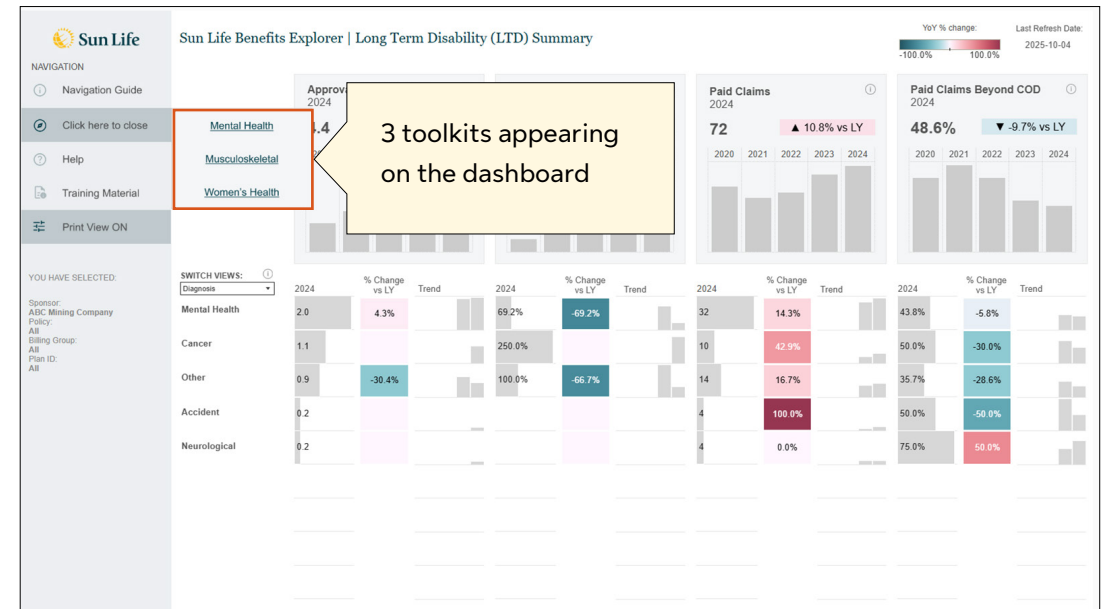 Sun Life
Sun Life Benefits Explorer | Long Term Disability (LTD) Summary
YoY % change:
-100.0% 100.0%
Last Refresh Date:
2025-10-04
NAVIGATION
Navigation Guide
Click here to close
Help
Training Material
Print View ON
Mental Health
Musculoskeletal
Women's Health
3 toolkits appearing
on the dashboard
2024
Paid Claims
2024
72 ▲ 10.8% vs LY
2020 2021 2022 2023 2024
Paid Claims Beyond COD
2024
48.6% ▼ -9.7% vs LY
2020 2021 2022 2023 2024
YOU HAVE SELECTED:
Sponsor:
ABC Mining Company
Policy:
All
Billing Group:
All
Plan ID:
All
SWITCH VIEWS:
Diagnosis
2024 % Change vs LY Trend 2024 % Change vs LY Trend 2024 % Change vs LY Trend 2024 % Change vs LY Trend
Mental Health 2.0 4.3% 69.2% -69.2% 32 14.3% 43.8% -5.8%
Cancer 1.1 250.0% 10 42.9% 50.0% -30.0%
Other 0.9 -30.4% 100.0% -66.7% 14 16.7% 35.7% -28.6%
Accident 0.2 4 100.0% 50.0% -50.0%
Neurological 0.2 4 0.0% 75.0% 50.0%